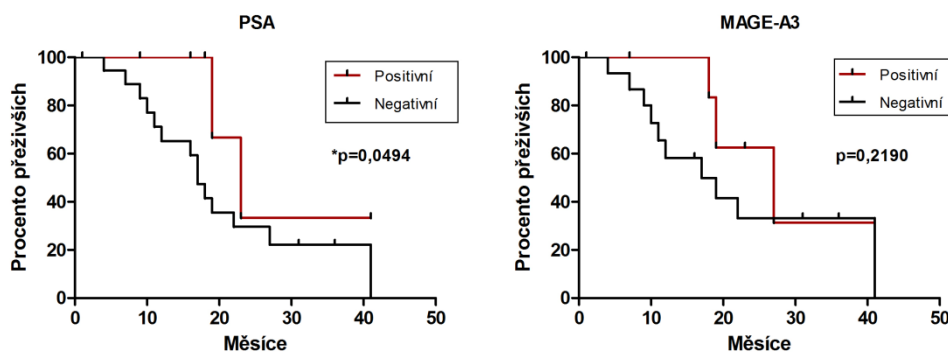 PSA
Procento přeživších
100
80
60
40
20
0
0 10 20 30 40 50
Měsíce
Positivní
Negativní
*p=0,0494
MAGE-A3
Procento přeživších
100
80
60
40
20
0
0 10 20 30 40 50
Měsíce
Positivní
Negativní
p=0,2190